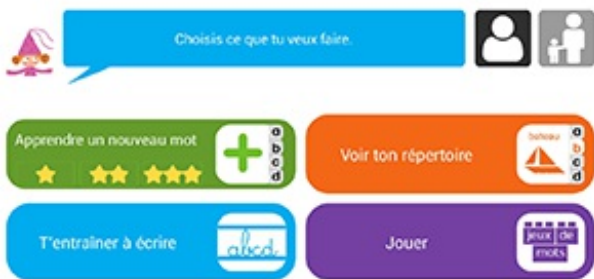 Choisis ce que tu veux faire.
Apprendre un nouveau mot
a
b
c
d
Voir ton répertoire
bateau
a
b
c
d
T'entraîner à écrire
abcd
Jouer
jeux de
mots